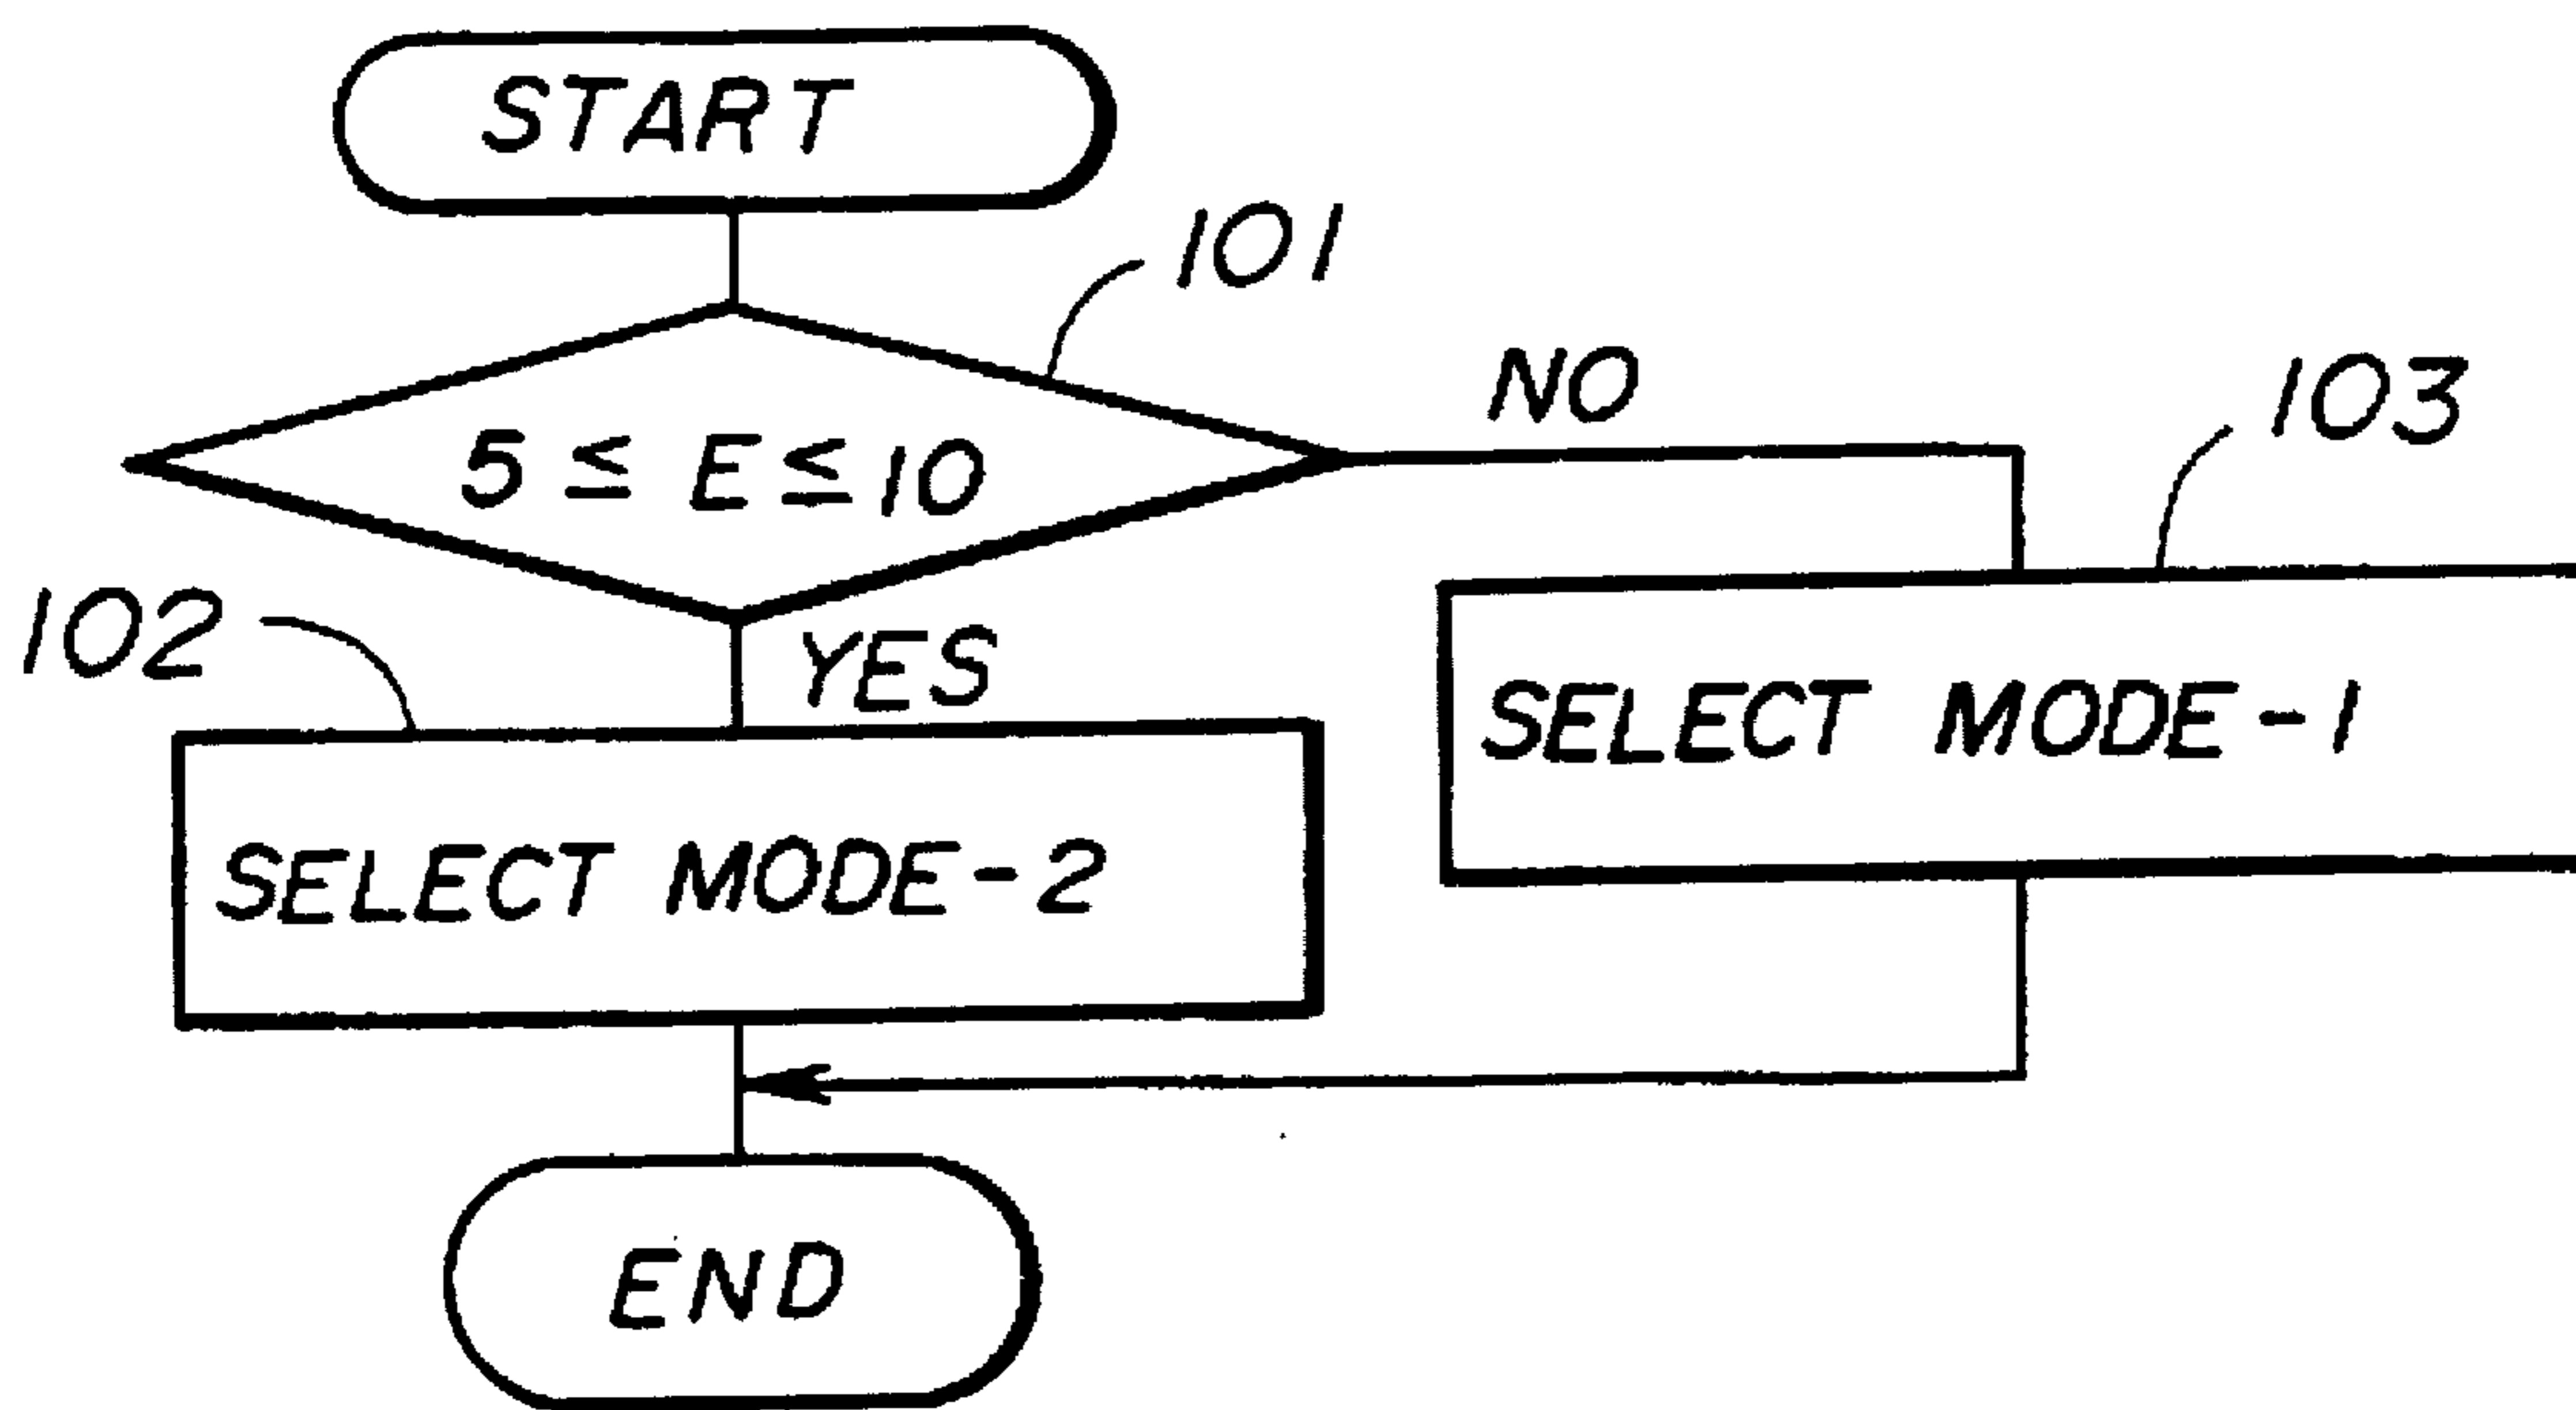 START
101
5 ≤ E ≤ 10
NO
103
102
YES
SELECT MODE-1
SELECT MODE-2
END